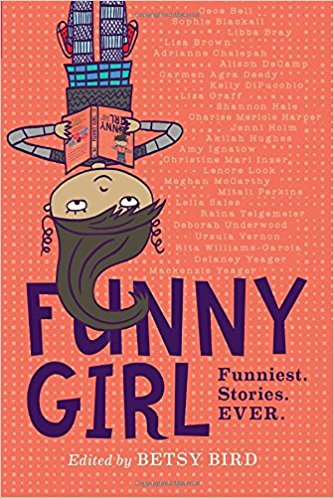 Cece Bell
Sophie Blackall
Libba Bray
Lisa Brown
Adrianne Chalepah
Alison DeCamp
Carmen Agra Deedy
Kelly DiPucchio
Lisa Graff
Shannon Hale
Charise Mericle Harper
Jenni Holm
Akilah Hughes
Amy Ignatow
Christine Mari Inzer
Lenore Look
Meghan McCarthy
Mitali Perkins
Leila Sales
Raina Telgemeier
Deborah Underwood
Ursula Vernon
Rita Williams-Garcia
Delaney Yeager
Mackenzie Yeager
FUNNY
GIRL
FUNNY
GIRL
Funniest.
Stories.
EVER.
Edited by BETSY BIRD